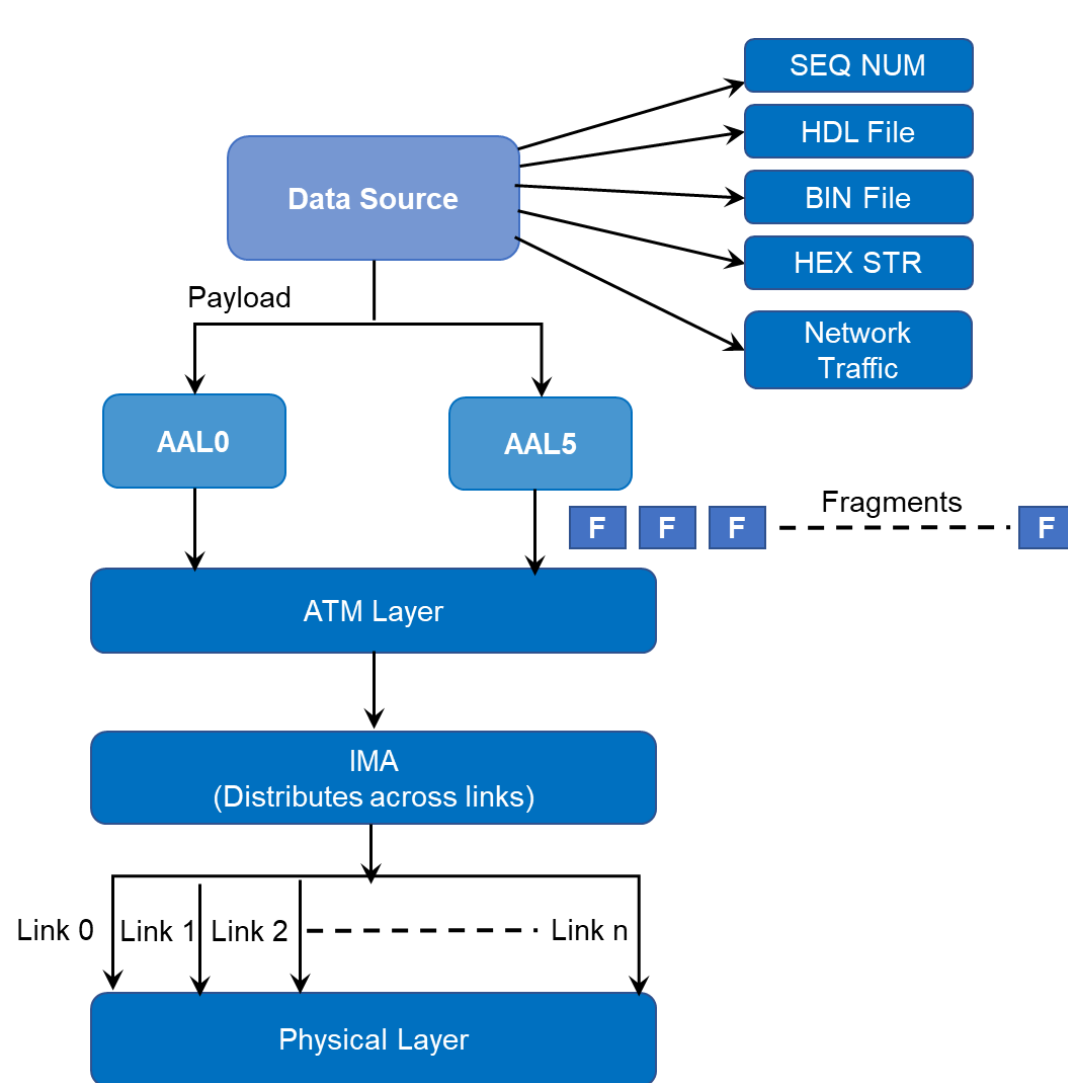 SEQ NUM
HDL File
Data Source
BIN File
HEX STR
Payload
Network
Traffic
AAL0
AAL5
Fragments
F
F
F
F
ATM Layer
IMA
(Distributes across links)
Link 0
Link 1
Link 2
Link n
Physical Layer